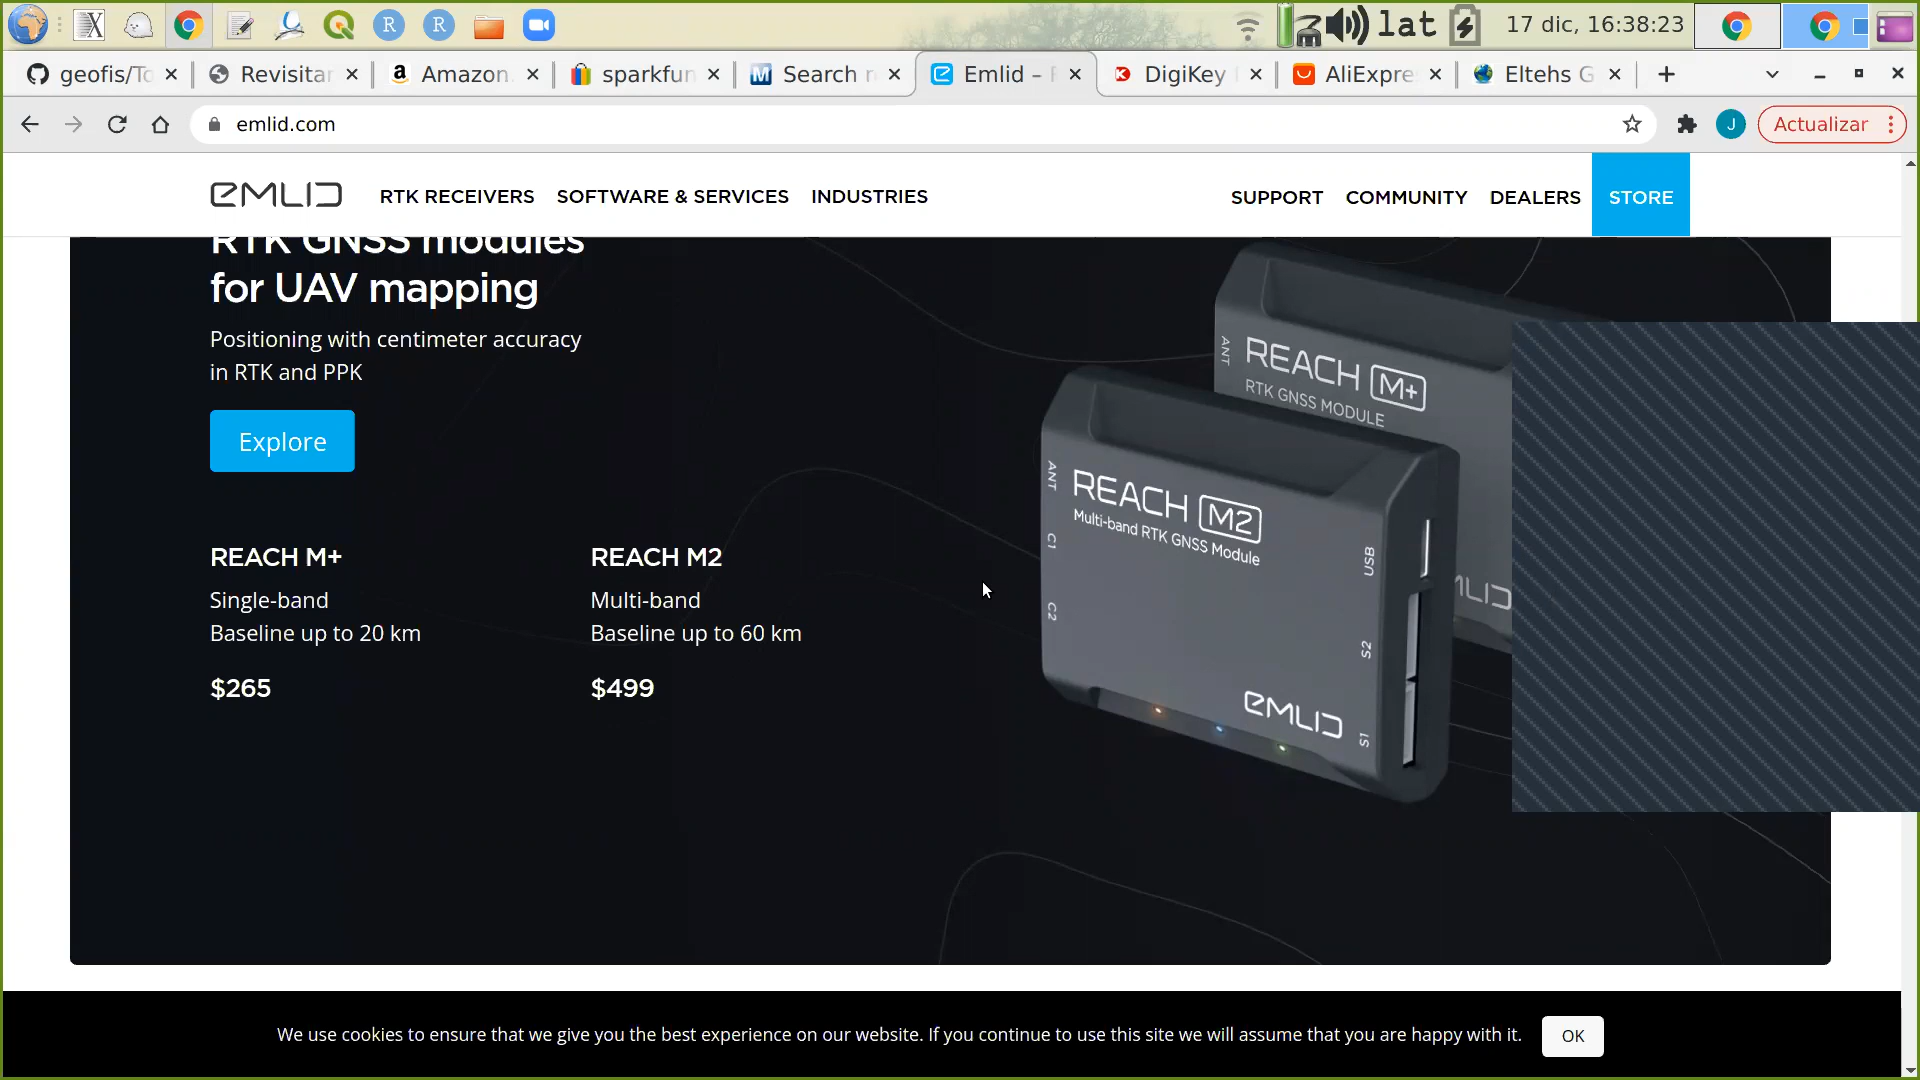 lat
17 dic, 16:38:23
geofis/To
Revisitar
Amazon.
sparkfun
Search r
Emlid –
DigiKey
AliExpre
Eltehs G
emlid.com
J
Actualizar
EMLID
RTK RECEIVERS
SOFTWARE & SERVICES
INDUSTRIES
SUPPORT
COMMUNITY
DEALERS
STORE
RTK GNSS modules
for UAV mapping
Positioning with centimeter accuracy
in RTK and PPK
Explore
REACH M+
Single-band
Baseline up to 20 km
$265
REACH M2
Multi-band
Baseline up to 60 km
$499
ANT
REACH M+
RTK GNSS MODULE
ANT
C1
C2
REACH M2
Multi-band RTK GNSS Module
USB
S2
S1
EMLID
We use cookies to ensure that we give you the best experience on our website. If you continue to use this site we will assume that you are happy with it.
OK